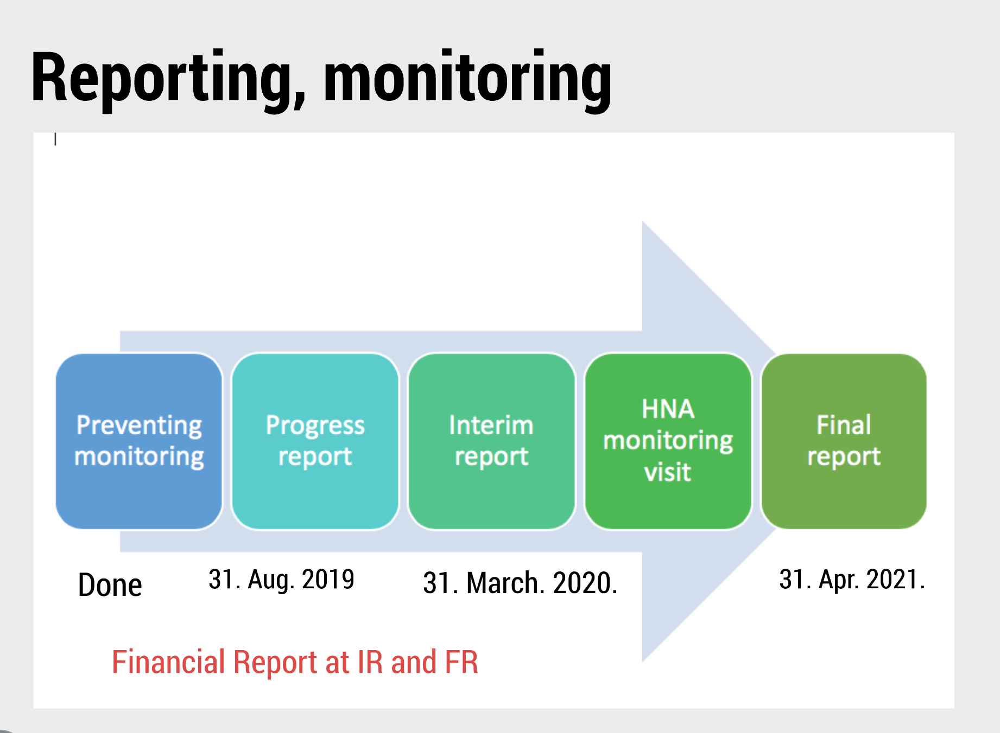 Reporting, monitoring
Preventing
monitoring
Progress
report
Interim
report
HNA
monitoring
visit
Final
report
Done
31. Aug. 2019
31. March. 2020.
31. Apr. 2021.
Financial Report at IR and FR